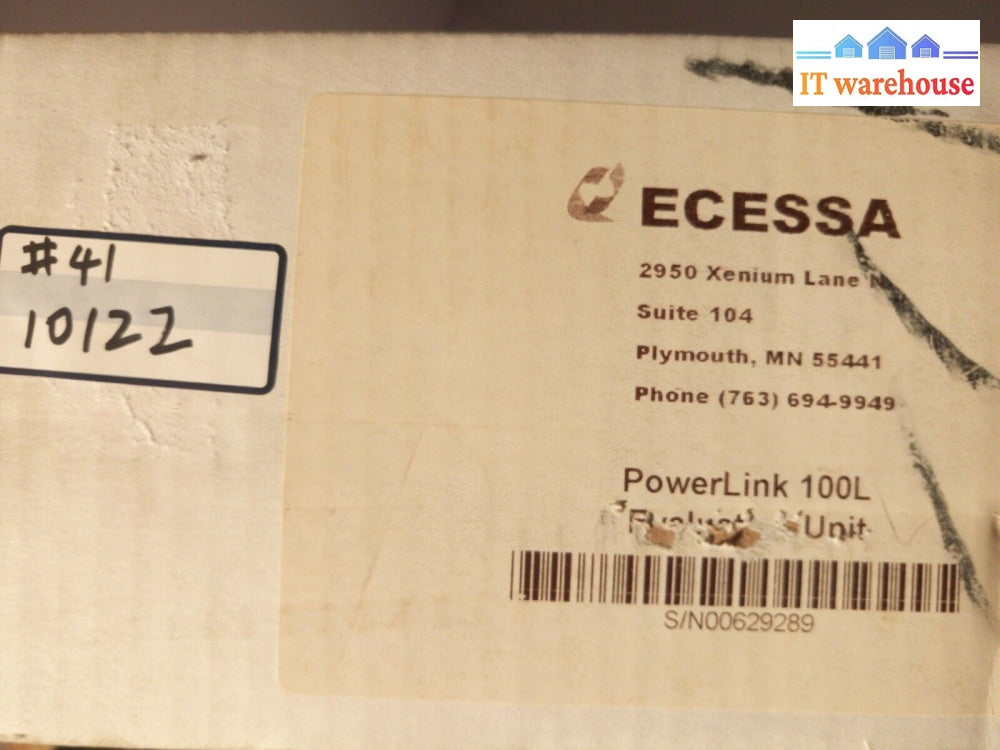 IT warehouse
ECESSA
2950 Xenium Lane N
Suite 104
Plymouth, MN 55441
Phone (763) 694-9949
#41
10122
PowerLink 100L
Unit
S/N00629289